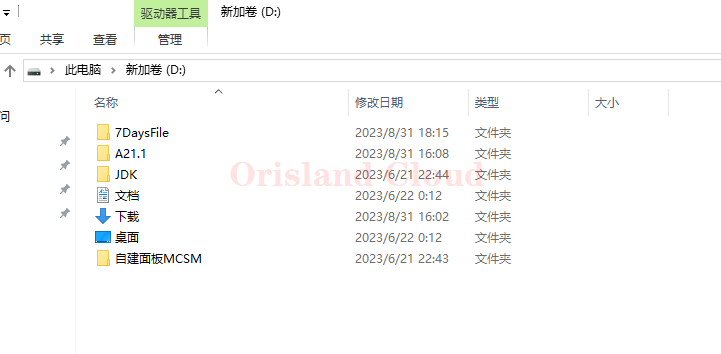 驱动器工具 新加卷 (D:)
页 共享 查看 管理
此电脑 新加卷 (D:)
名称 修改日期 类型 大小
问
7DaysFile 2023/8/31 18:15 文件夹
A21.1 2023/8/31 16:08 文件夹
JDK 2023/6/21 22:44 文件夹
Orisland Cloud
文档 2023/6/22 0:12 文件夹
下载 2023/8/31 16:02 文件夹
桌面 2023/6/22 0:12 文件夹
自建面板MCSM 2023/6/21 22:43 文件夹